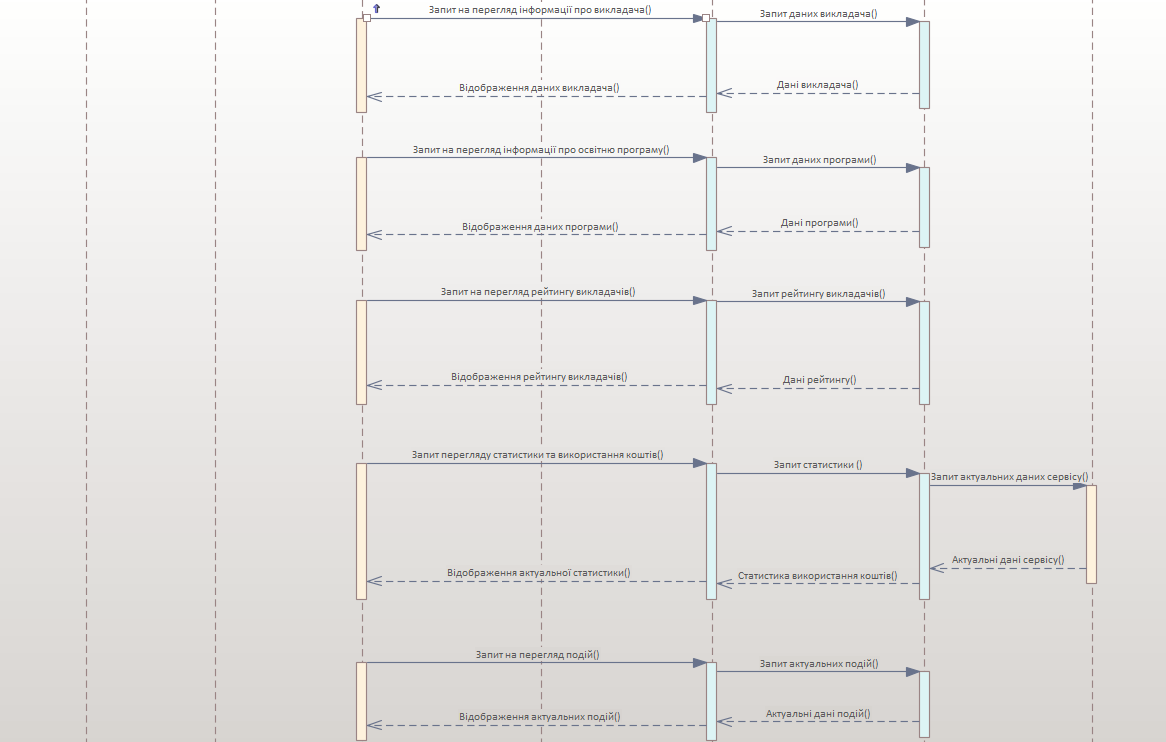 Запит на перегляд інформації про викладача()
Запит даних викладача()
Дані викладача()
Відображення даних викладача()
Запит на перегляд інформації про освітню програму()
Запит даних програми()
Дані програми()
Відображення даних програми()
Запит на перегляд рейтингу викладачів()
Запит рейтингу викладачів()
Відображення рейтингу викладачів()
Дані рейтингу()
Запит перегляду статистики та використання коштів()
Запит статистики ()
Запит актуальних даних сервісу()
Актуальні дані сервісу()
Відображення актуальної статистики()
Статистика використання коштів()
Запит на перегляд подій()
Запит актуальних подій()
Актуальні дані подій()
Відображення актуальних подій()